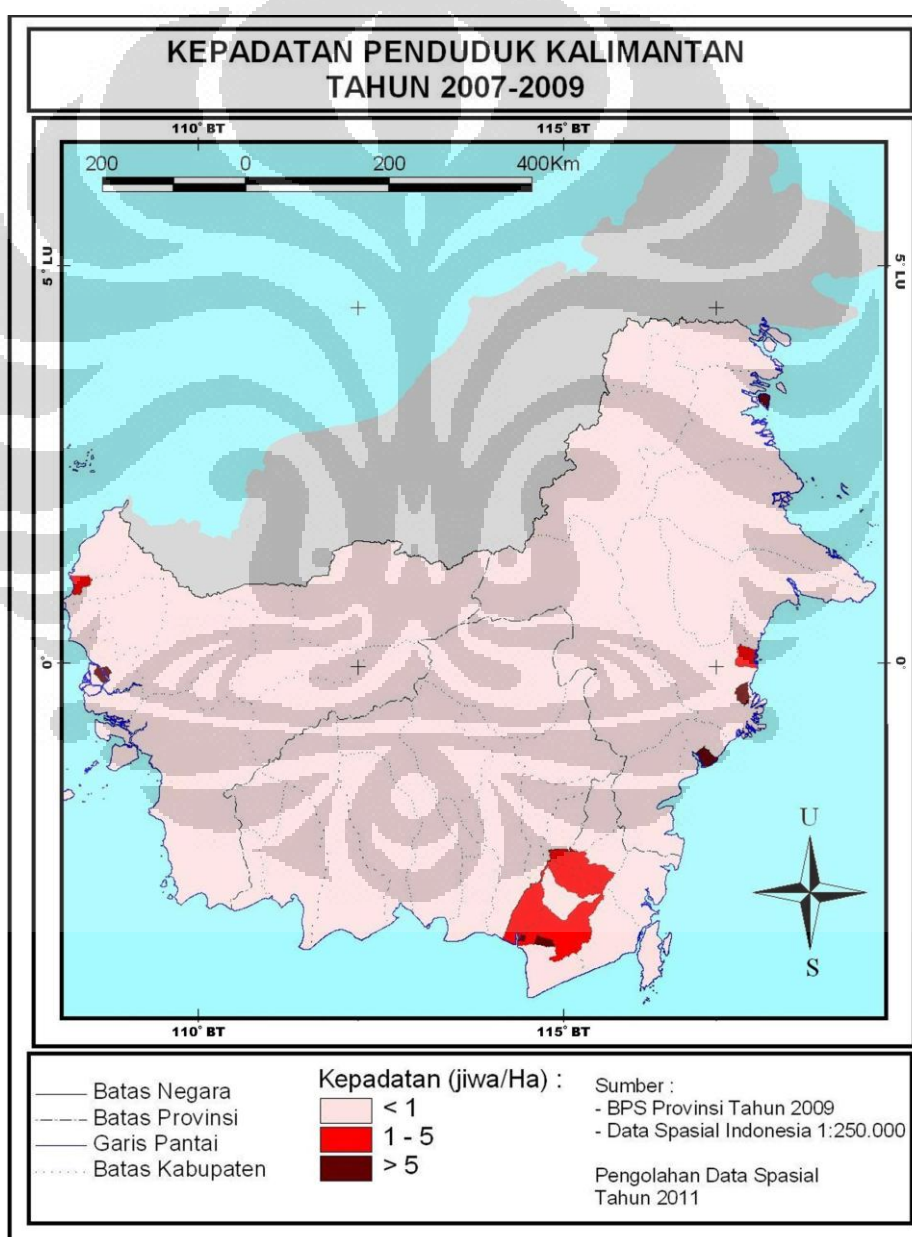 KEPADATAN PENDUDUK KALIMANTAN
TAHUN 2007-2009
110° BT
115° BT
200
0
200
400Km
5° LU
5° LU
0°
0°
U
S
110° BT
115° BT
Batas Negara
Batas Provinsi
Garis Pantai
Batas Kabupaten
Kepadatan (jiwa/Ha) :
< 1
1 - 5
> 5
Sumber :
- BPS Provinsi Tahun 2009
- Data Spasial Indonesia 1:250.000
Pengolahan Data Spasial
Tahun 2011